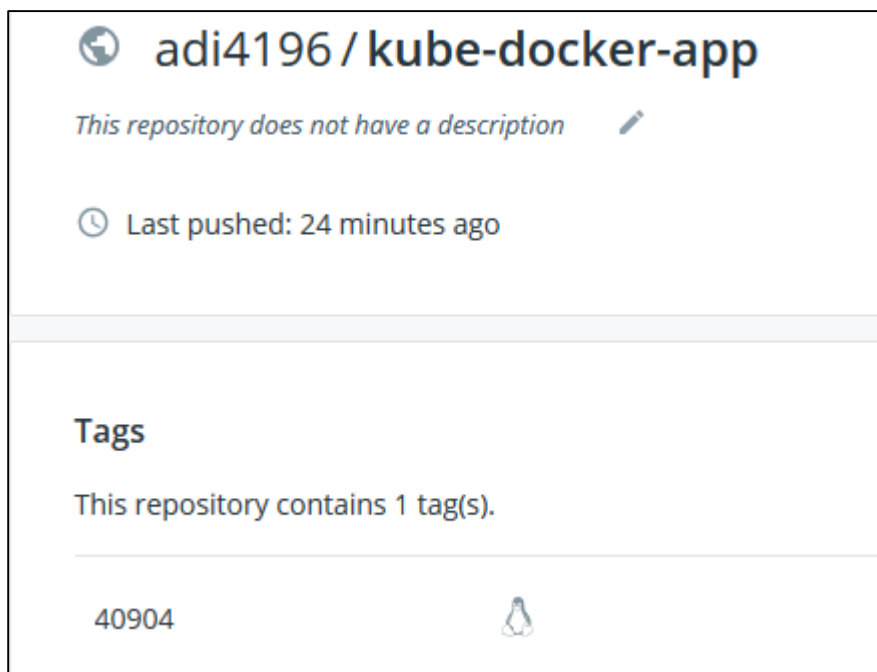 adi4196 / kube-docker-app
This repository does not have a description
Last pushed: 24 minutes ago
Tags
This repository contains 1 tag(s).
40904